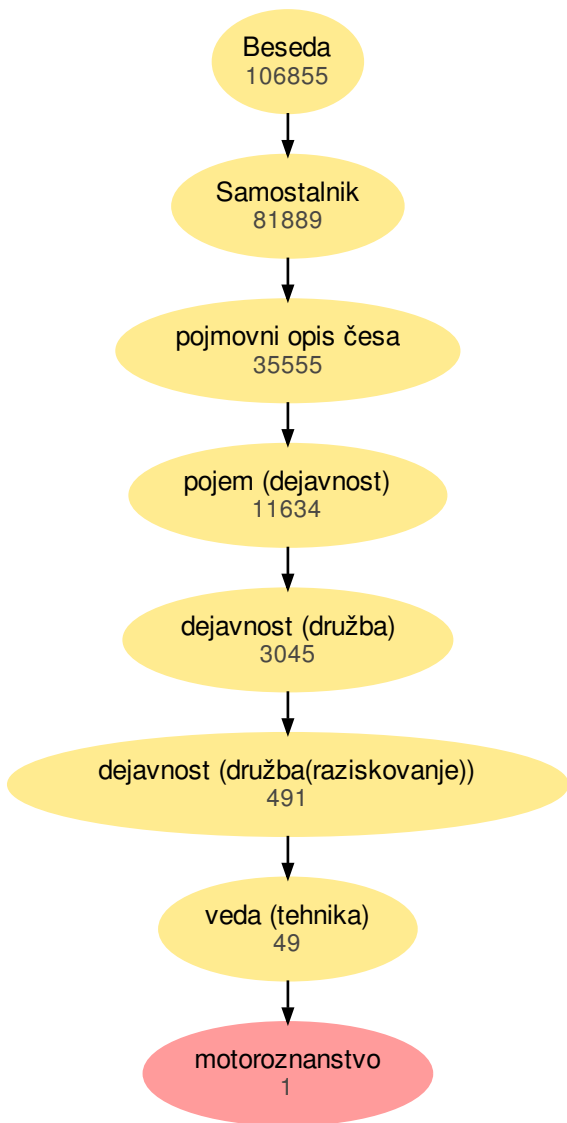 Beseda
106855
Samostalnik
81889
pojmovni opis česa
35555
pojem (dejavnost)
11634
dejavnost (družba)
3045
dejavnost (družba(raziskovanje))
491
veda (tehnika)
49
motoroznanstvo
1